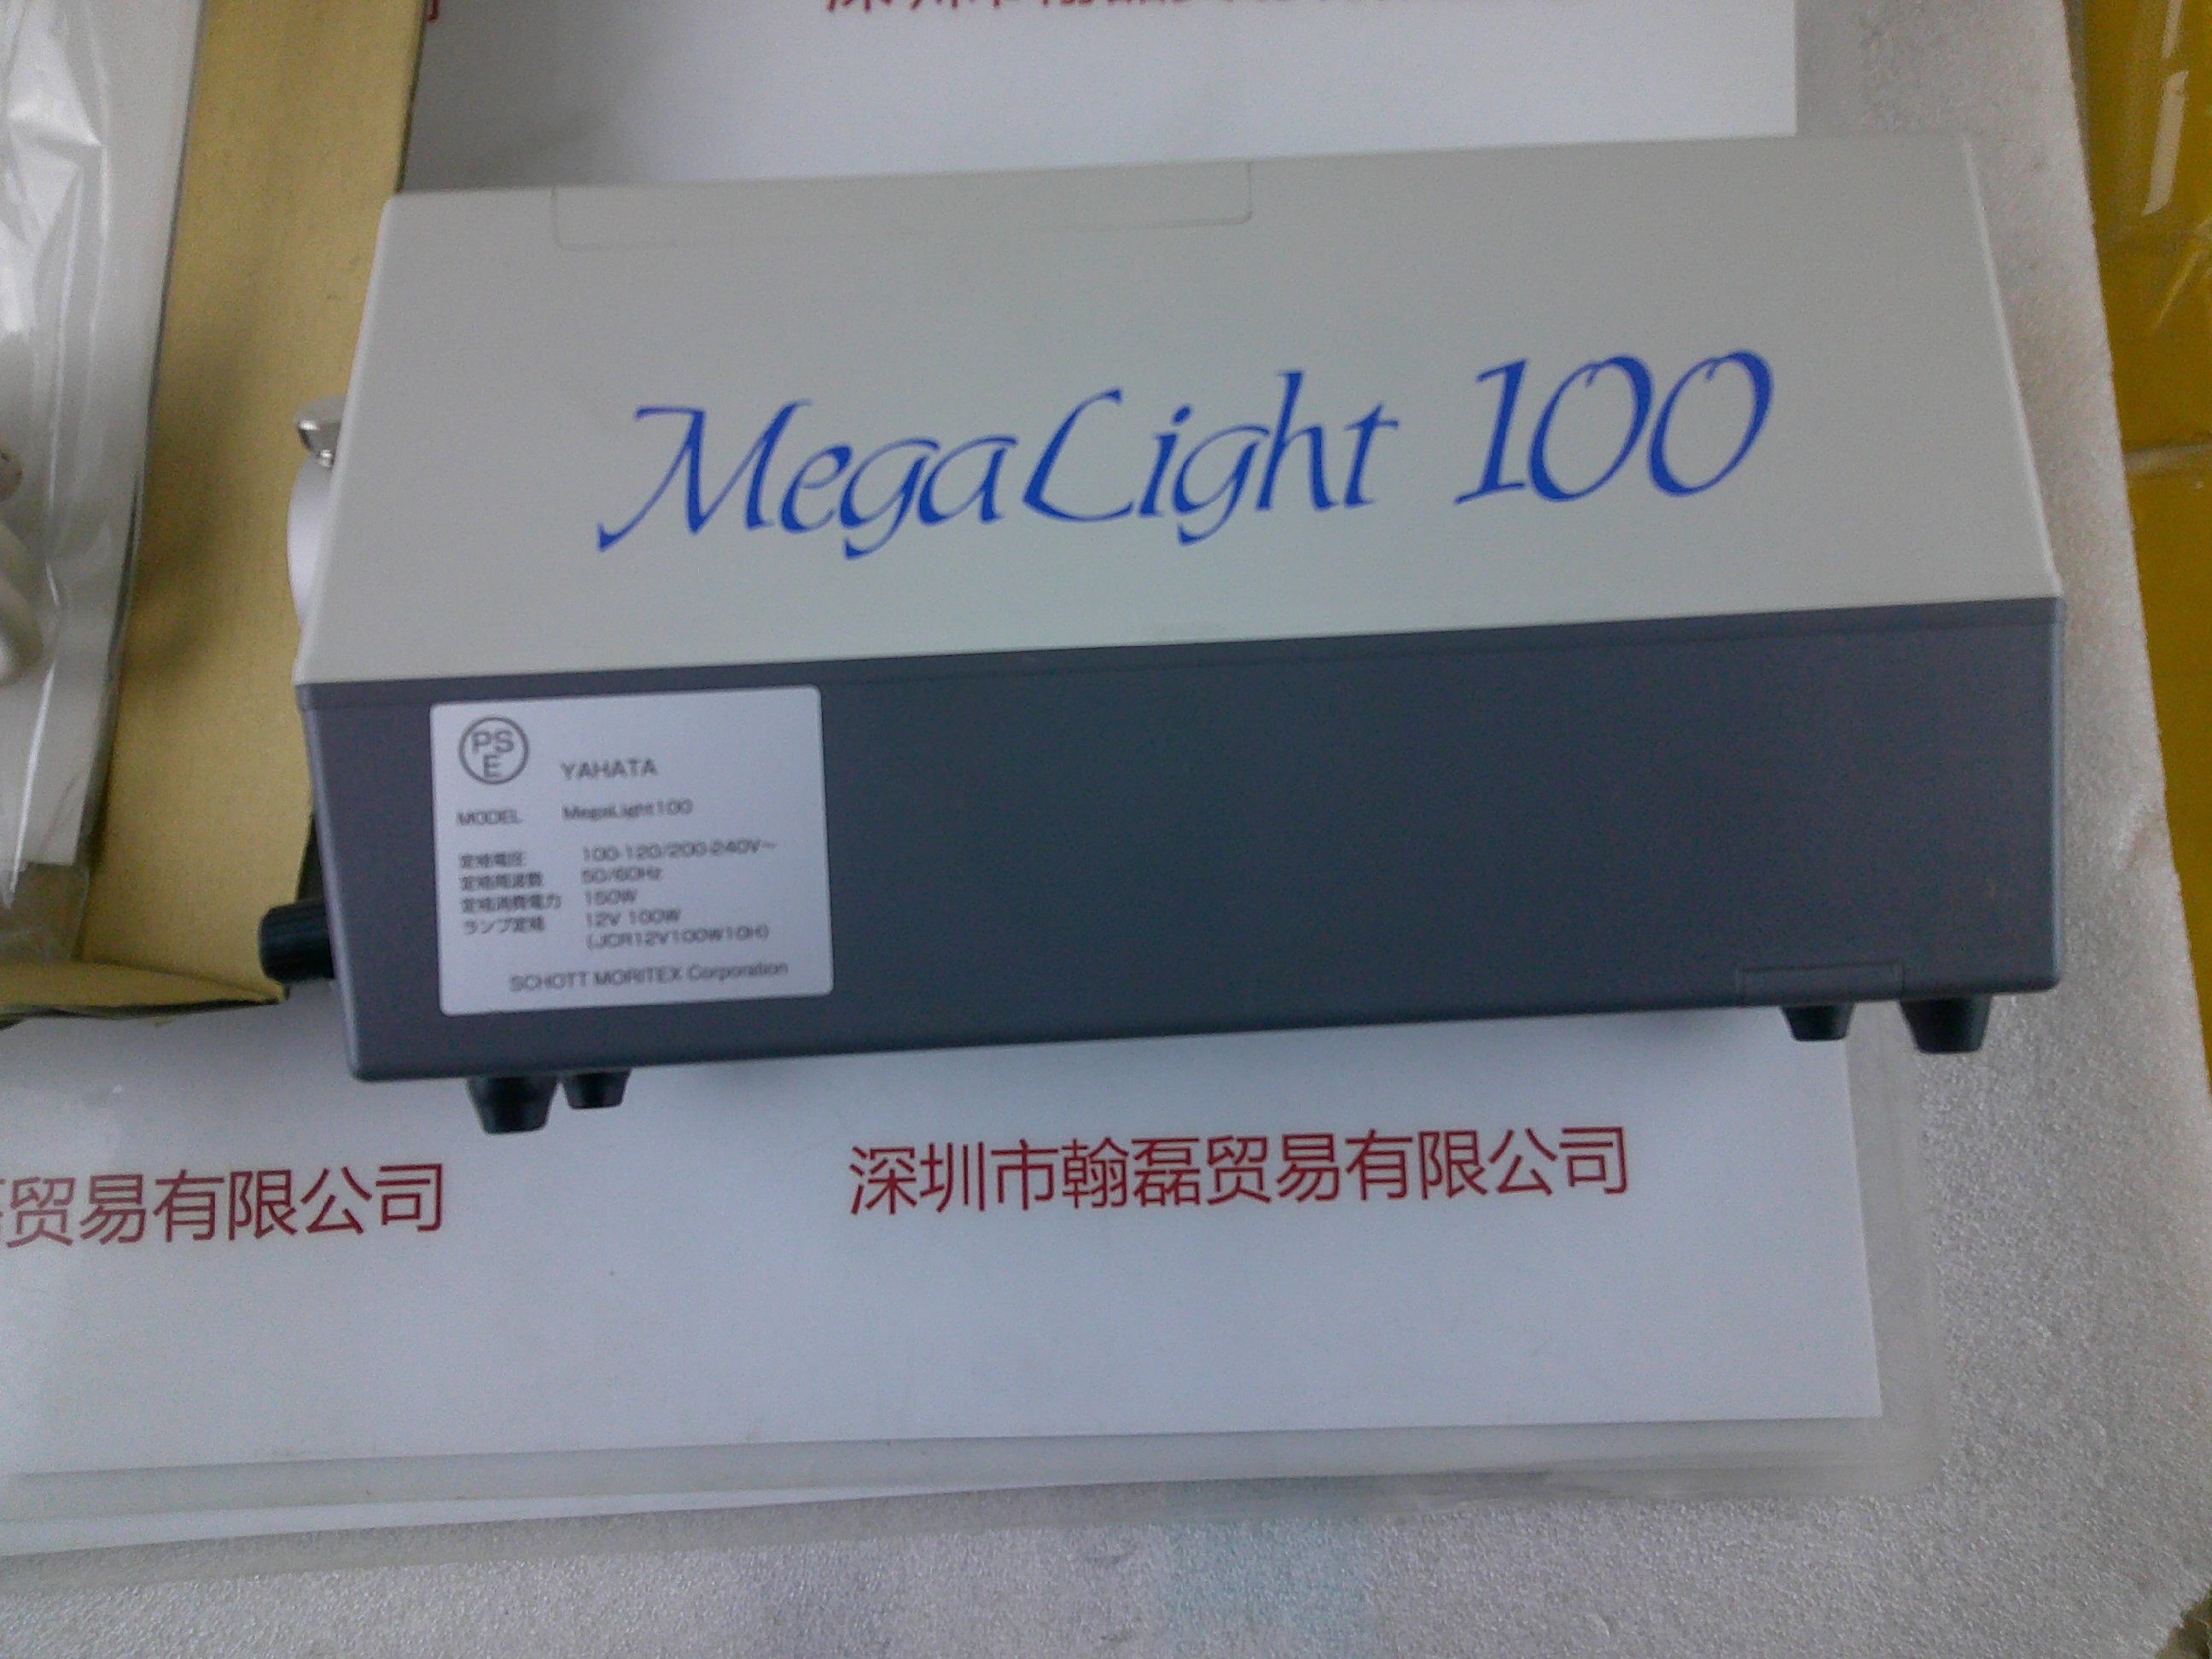 MegaLight 100
PSE
YAHATA
MODEL MegaLight100
定格電圧 100-120/200-240V~
定格周波数 50/60Hz
定格消費電力 150W
ランプ定格 12V 100W
(JCR12V100W10H)
SCHOTT MORITEX Corporation
贸易有限公司
深圳市翰磊贸易有限公司